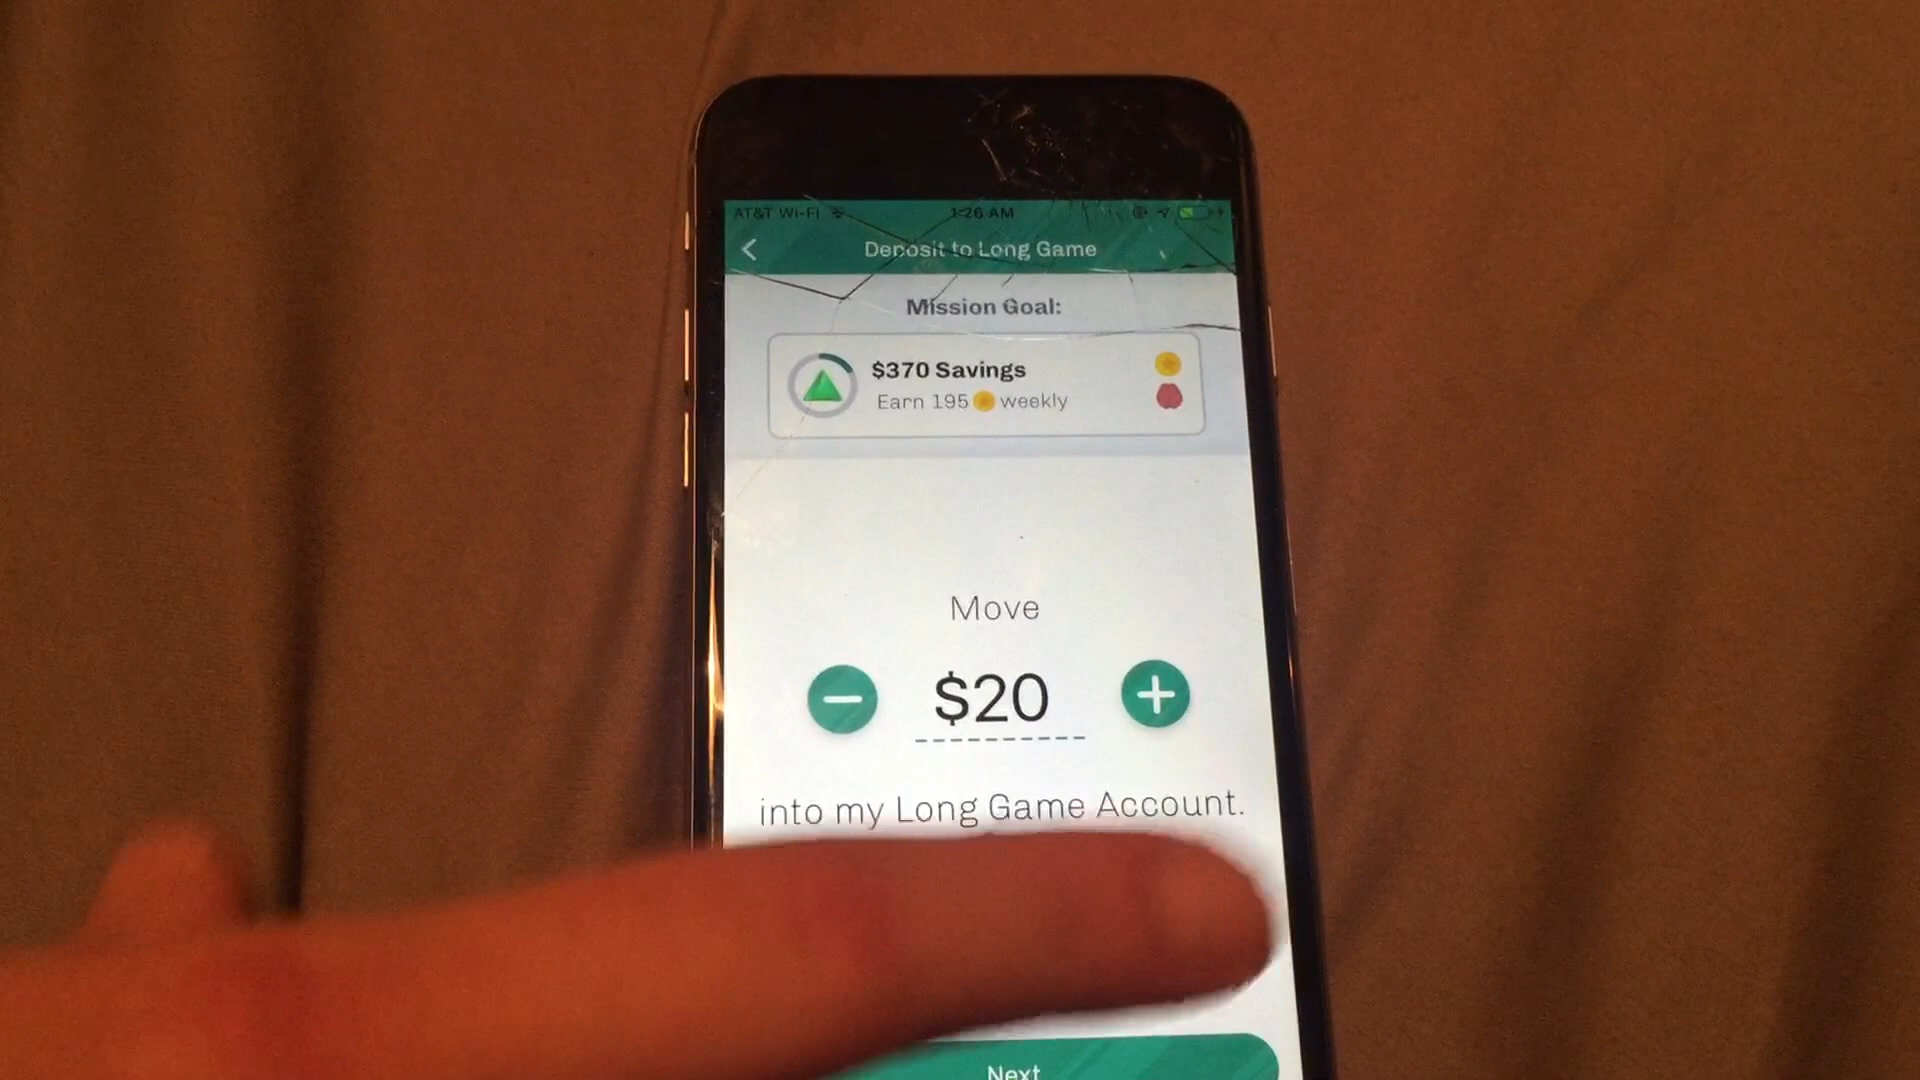 AT&T Wi-Fi 1:26 AM
Deposit to Long Game
Mission Goal:
$370 Savings
Earn 195 weekly
Move
$20
into my Long Game Account.
Next